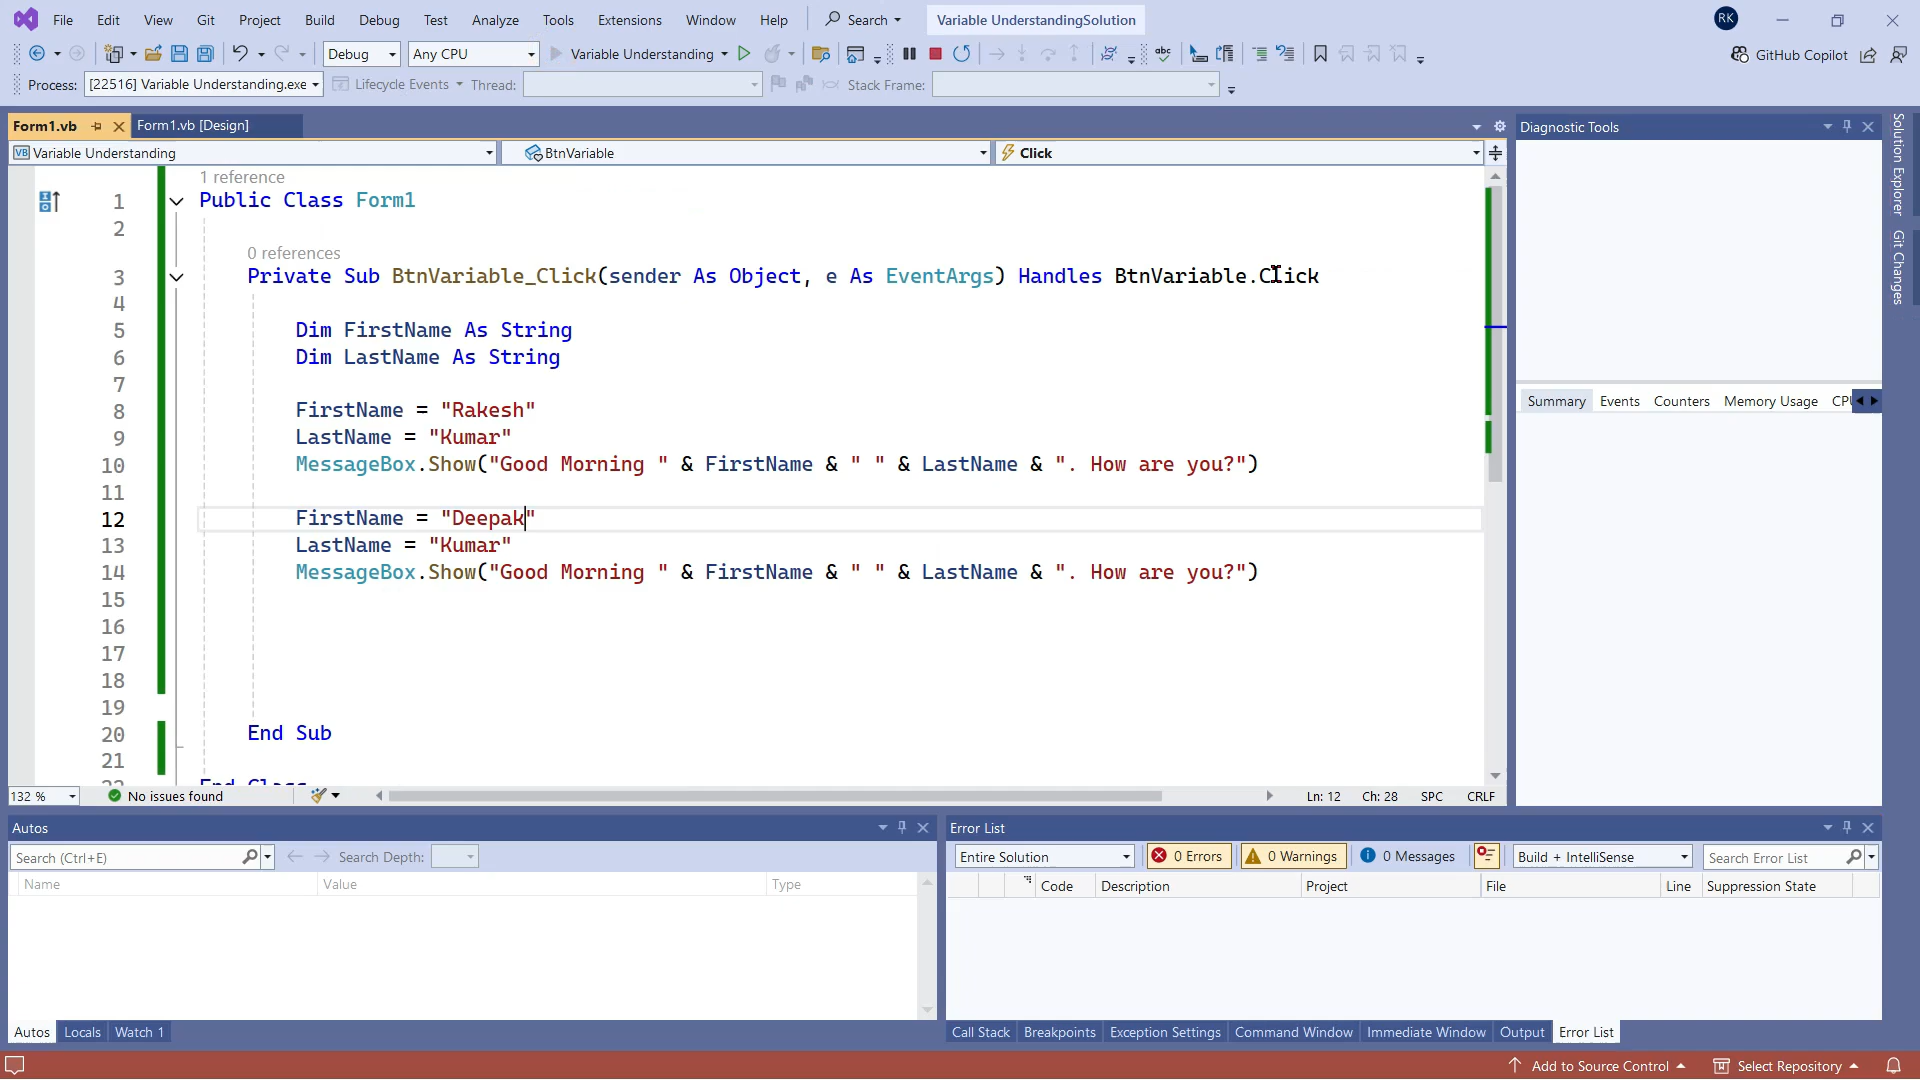 File Edit View Git Project Build Debug Test Analyze Tools Extensions Window Help Search Variable UnderstandingSolution RK
Debug Any CPU Variable Understanding GitHub Copilot
Process: [22516] Variable Understanding.exe Lifecycle Events Thread: Stack Frame:
Form1.vb Form1.vb [Design] Diagnostic Tools
VB Variable Understanding BtnVariable Click
Solution Explorer
Git Changes
1 reference
1 Public Class Form1
2
0 references
3 Private Sub BtnVariable_Click(sender As Object, e As EventArgs) Handles BtnVariable.Click
4
5 Dim FirstName As String
6 Dim LastName As String
7
8 FirstName = "Rakesh"
9 LastName = "Kumar"
10 MessageBox.Show("Good Morning " & FirstName & " " & LastName & ". How are you?")
11
12 FirstName = "Deepak"
13 LastName = "Kumar"
14 MessageBox.Show("Good Morning " & FirstName & " " & LastName & ". How are you?")
15
16
17
18
19
20 End Sub
21
22 End Class
Summary Events Counters Memory Usage CPU
132 % No issues found Ln: 12 Ch: 28 SPC CRLF
Autos
Search (Ctrl+E) Search Depth:
Name Value Type
Autos Locals Watch 1
Error List
Entire Solution 0 Errors 0 Warnings 0 Messages Build + IntelliSense Search Error List
Code Description Project File Line Suppression State
Call Stack Breakpoints Exception Settings Command Window Immediate Window Output Error List
Add to Source Control Select Repository